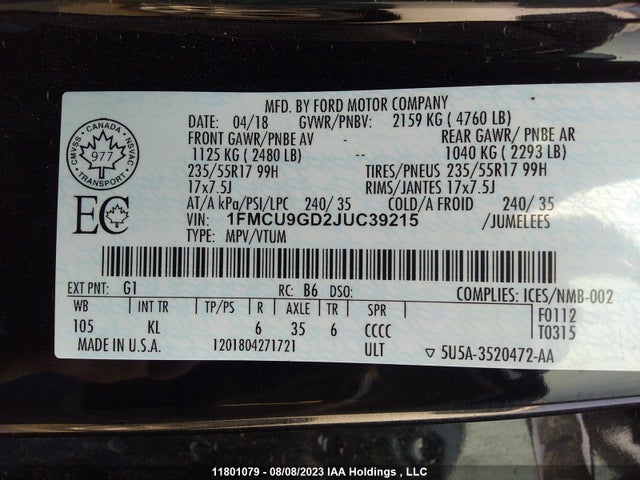 MFD. BY FORD MOTOR COMPANY
DATE: 04/18 GVWR/PNBV: 2159 KG ( 4760 LB)
FRONT GAWR/PNBE AV REAR GAWR/ PNBE AR
1125 KG ( 2480 LB) -- 1040 KG ( 2293 LB)
235/55R17 99H TIRES/PNEUS 235/55R17 99H
17x7.5J RIMS/JANTES 17x7.5J
AT/A kPa/PSI/LPC 240/ 35 COLD/A FROID 240/ 35
VIN: 1FMCU9GD2JUC39215 /JUMELEES
TYPE: MPV/VTUM
CMVSS · CANADA · NSVAC
977
TRANSPORT
EC
EXT PNT: G1 RC: B6 DSO: COMPLIES: ICES/NMB-002
WB INT TR TP/PS R AXLE TR SPR F0112
105 KL 6 35 6 CCCC T0315
MADE IN U.S.A. 1201804271721 ULT ▽ 5U5A-3520472-AA
11801079 - 08/08/2023 IAA Holdings , LLC